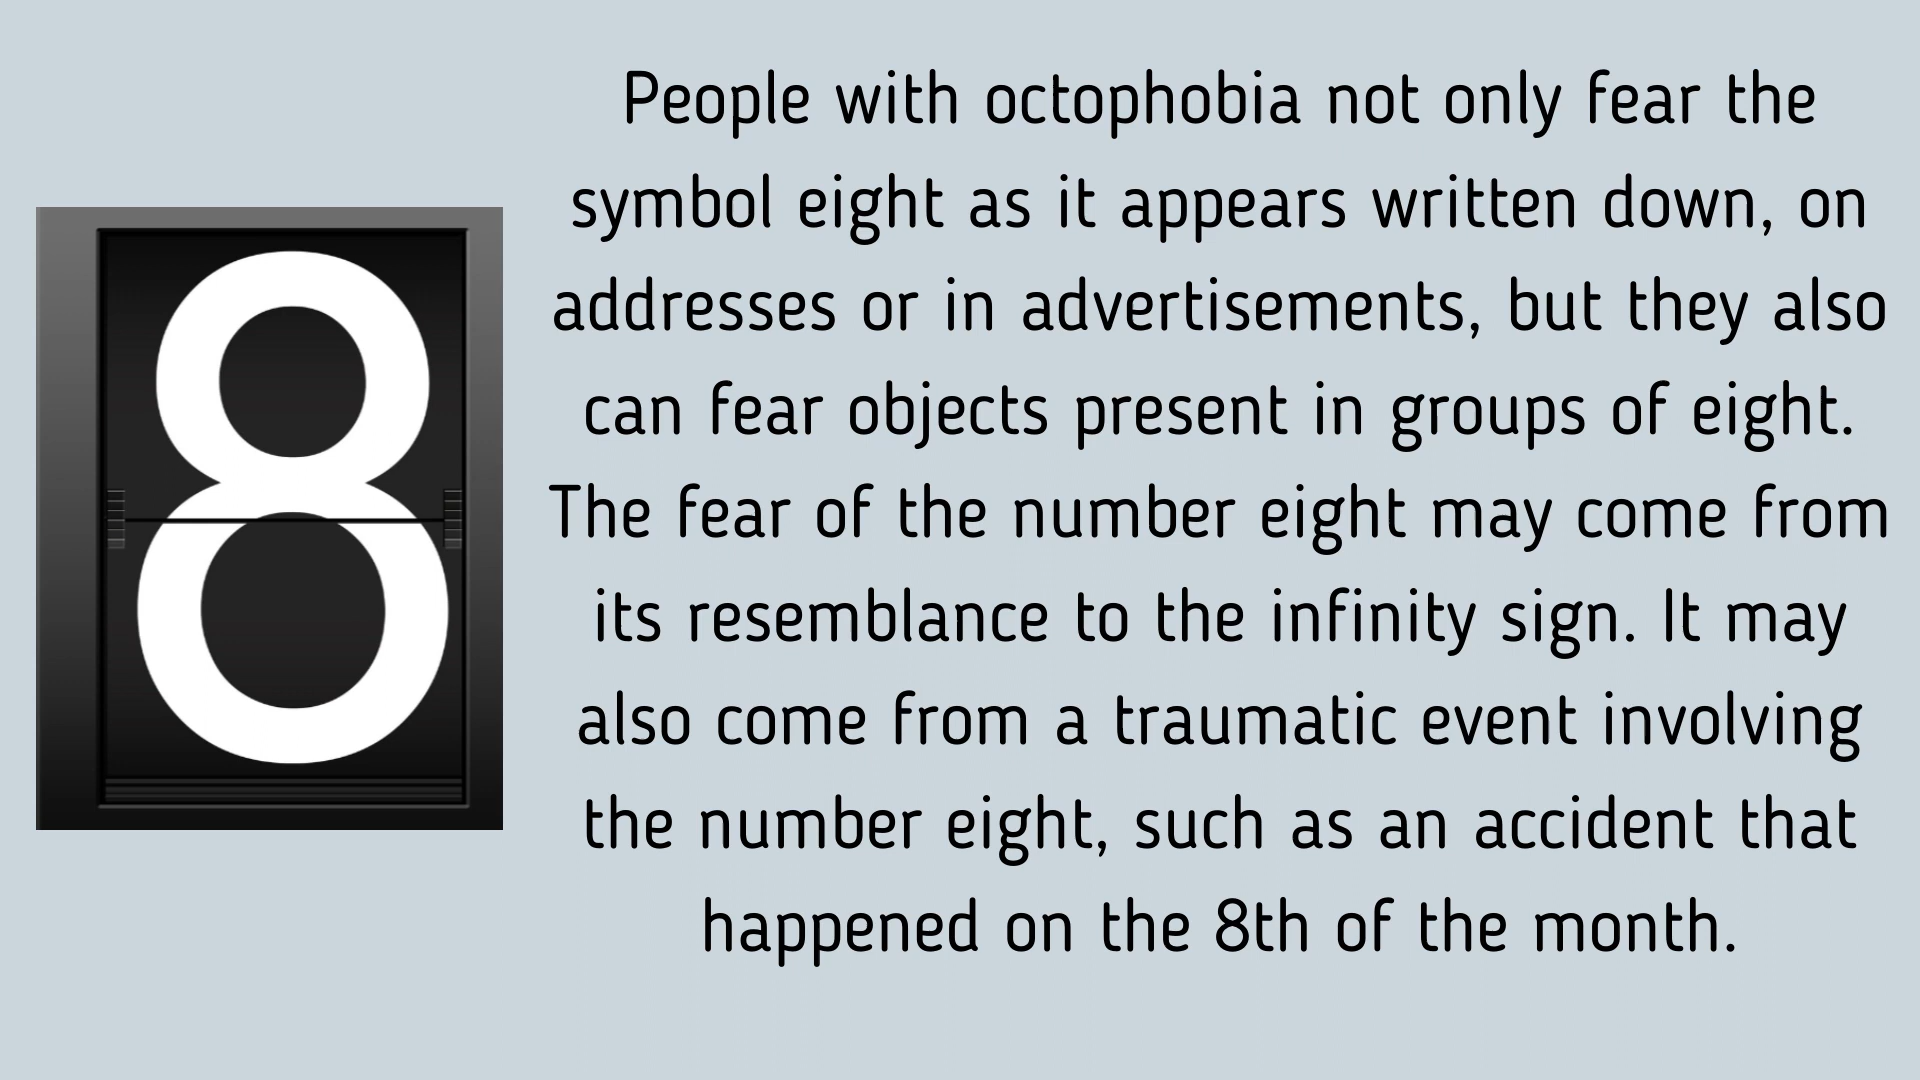 8
People with octophobia not only fear the
symbol eight as it appears written down, on
addresses or in advertisements, but they also
can fear objects present in groups of eight.
The fear of the number eight may come from
its resemblance to the infinity sign. It may
also come from a traumatic event involving
the number eight, such as an accident that
happened on the 8th of the month.